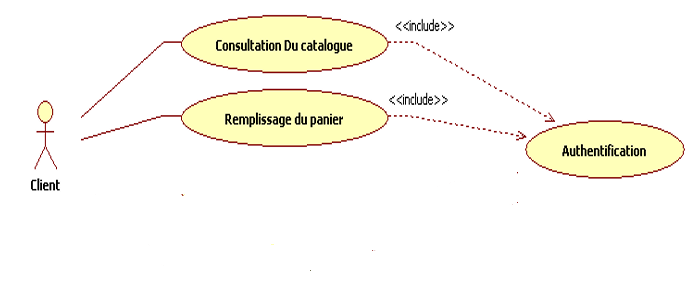 <<include>>
Consultation Du catalogue
<<include>>
Remplissage du panier
Authentification
Client